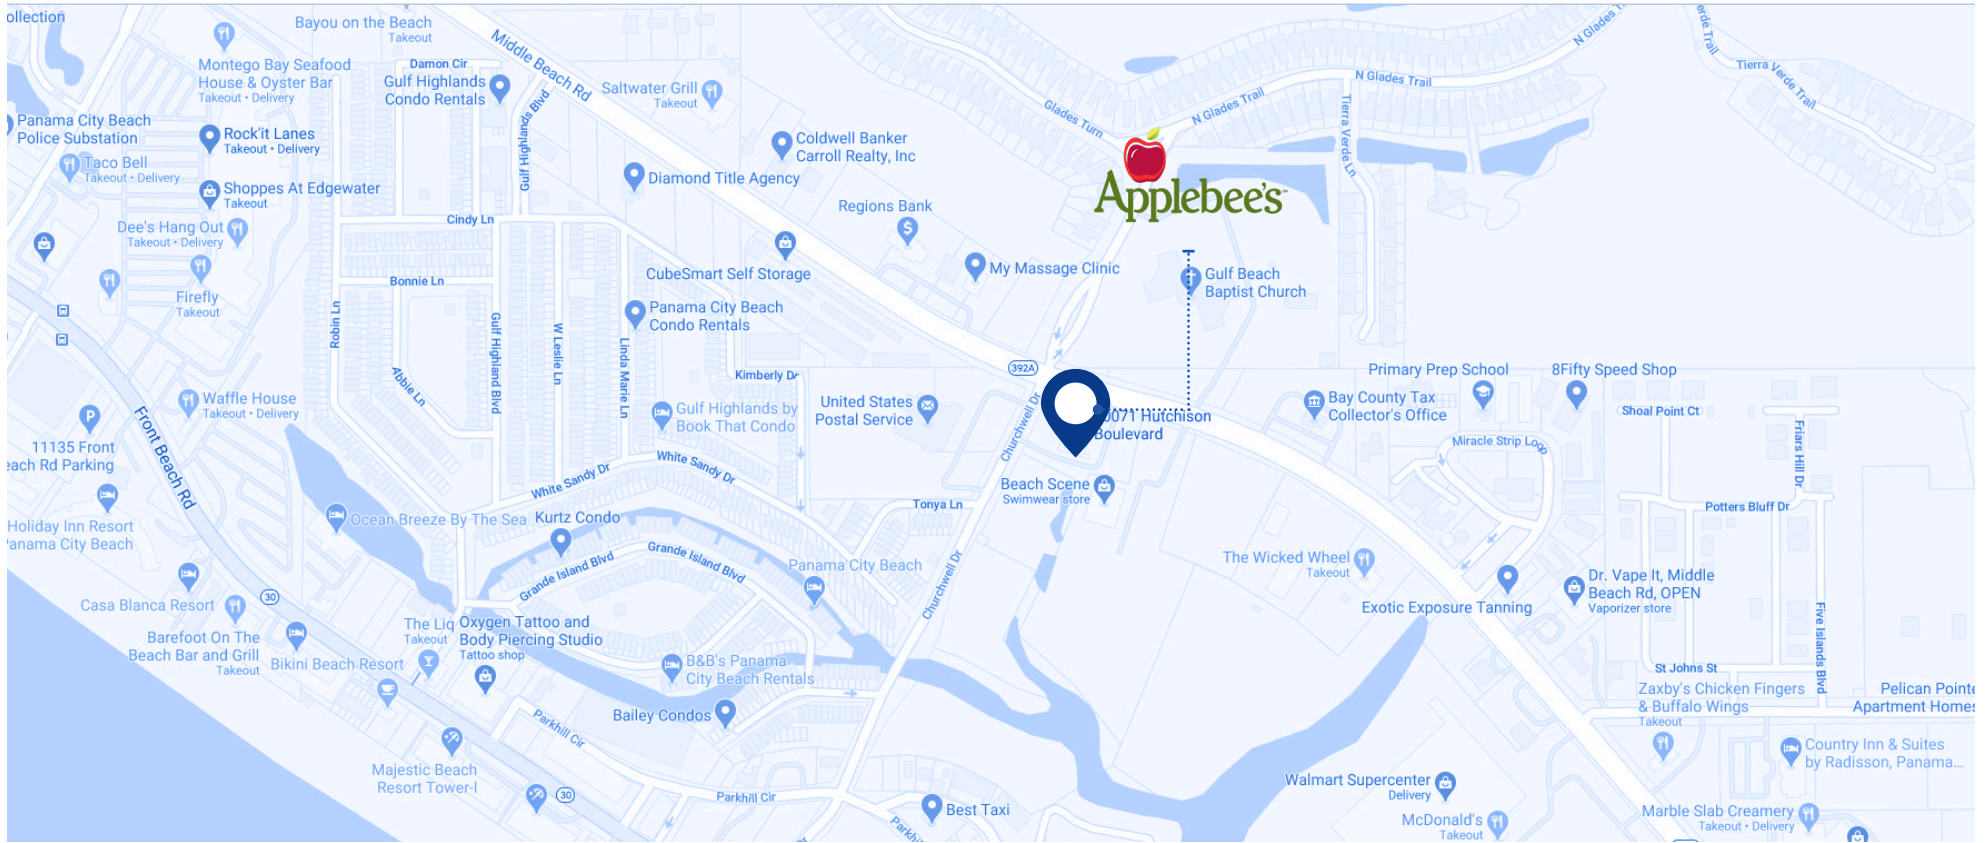 ollection
Bayou on the Beach
Takeout
Montego Bay Seafood
House & Oyster Bar
Takeout • Delivery
Damon Cir
Gulf Highlands
Condo Rentals
Middle Beach Rd
Gulf Highlands Blvd
Saltwater Grill
Takeout
Glades Turn
N Glades Trail
N Glades Trail
N Glades Trail
erde Trail
Tierra Verde Trail
Tierra Verde Ln
Panama City Beach
Police Substation
Rock'it Lanes
Takeout • Delivery
Taco Bell
Takeout • Delivery
Shoppes At Edgewater
Takeout
Dee's Hang Out
Takeout • Delivery
Firefly
Takeout
Cindy Ln
Bonnie Ln
Robin Ln
Abbie Ln
Gulf Highland Blvd
W Leslie Ln
Linda Marie Ln
Coldwell Banker
Carroll Realty, Inc
Diamond Title Agency
Regions Bank
CubeSmart Self Storage
My Massage Clinic
Panama City Beach
Condo Rentals
Applebee's
Gulf Beach
Baptist Church
392A
Kimberly Dr
Gulf Highlands by
Book That Condo
United States
Postal Service
Churchwell Dr
0071 Hutchison
Boulevard
Bay County Tax
Collector's Office
Primary Prep School
8Fifty Speed Shop
Shoal Point Ct
Miracle Strip Loop
Friars Hill Dr
Potters Bluff Dr
Waffle House
Takeout • Delivery
P
11135 Front
each Rd Parking
Front Beach Rd
Holiday Inn Resort
Panama City Beach
Ocean Breeze By The Sea
White Sandy Dr
White Sandy Dr
Kurtz Condo
Grande Island Blvd
Grande Island Blvd
Tonya Ln
Beach Scene
Swimwear store
Panama City Beach
Churchwell Dr
The Wicked Wheel
Takeout
Exotic Exposure Tanning
Dr. Vape It, Middle
Beach Rd, OPEN
Vaporizer store
Five Islands Blvd
Casa Blanca Resort
30
Barefoot On The
Beach Bar and Grill
Takeout
Bikini Beach Resort
The Liq
Takeout
Oxygen Tattoo and
Body Piercing Studio
Tattoo shop
B&B's Panama
City Beach Rentals
Bailey Condos
Parkhill Cir
Majestic Beach
Resort Tower-I
30
Parkhill Cir
Best Taxi
St Johns St
Zaxby's Chicken Fingers
& Buffalo Wings
Takeout
Pelican Pointe
Apartment Homes
Country Inn & Suites
by Radisson, Panama...
Walmart Supercenter
Delivery
McDonald's
Takeout
Marble Slab Creamery
Takeout • Delivery